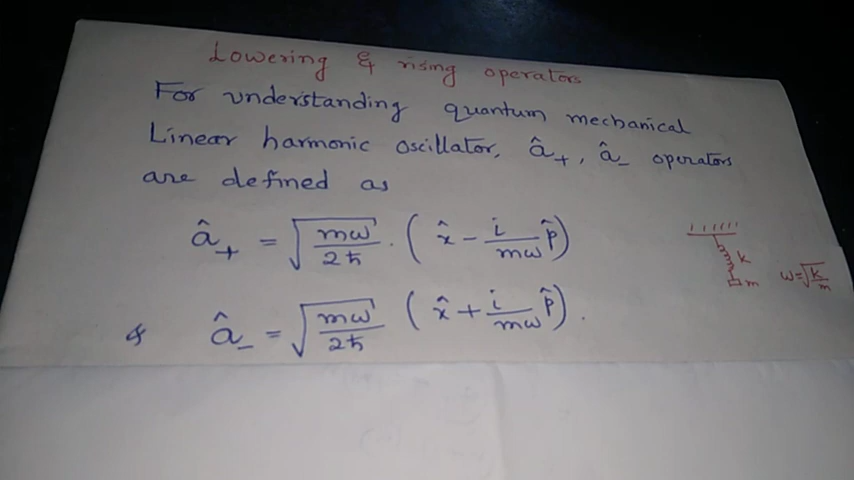 Lowering & rising operators
For understanding quantum mechanical
Linear harmonic oscillator, â₊, â₋ operators
are defined as
â₊ = √(mω/2ħ) · ( x̂ − i/mω p̂ )
& â₋ = √(mω/2ħ) ( x̂ + i/mω p̂ ).
k
m
ω=√(k/m)